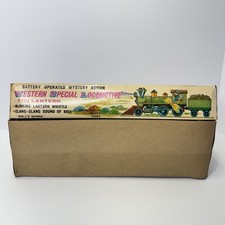 BATTERY OPERATED MYSTERY ACTION
WESTERN SPECIAL LOCOMOTIVE
WITH LANTERN
•BLINKING LANTERN WHISTLE
•CLANG-CLANG SOUND OF BELL